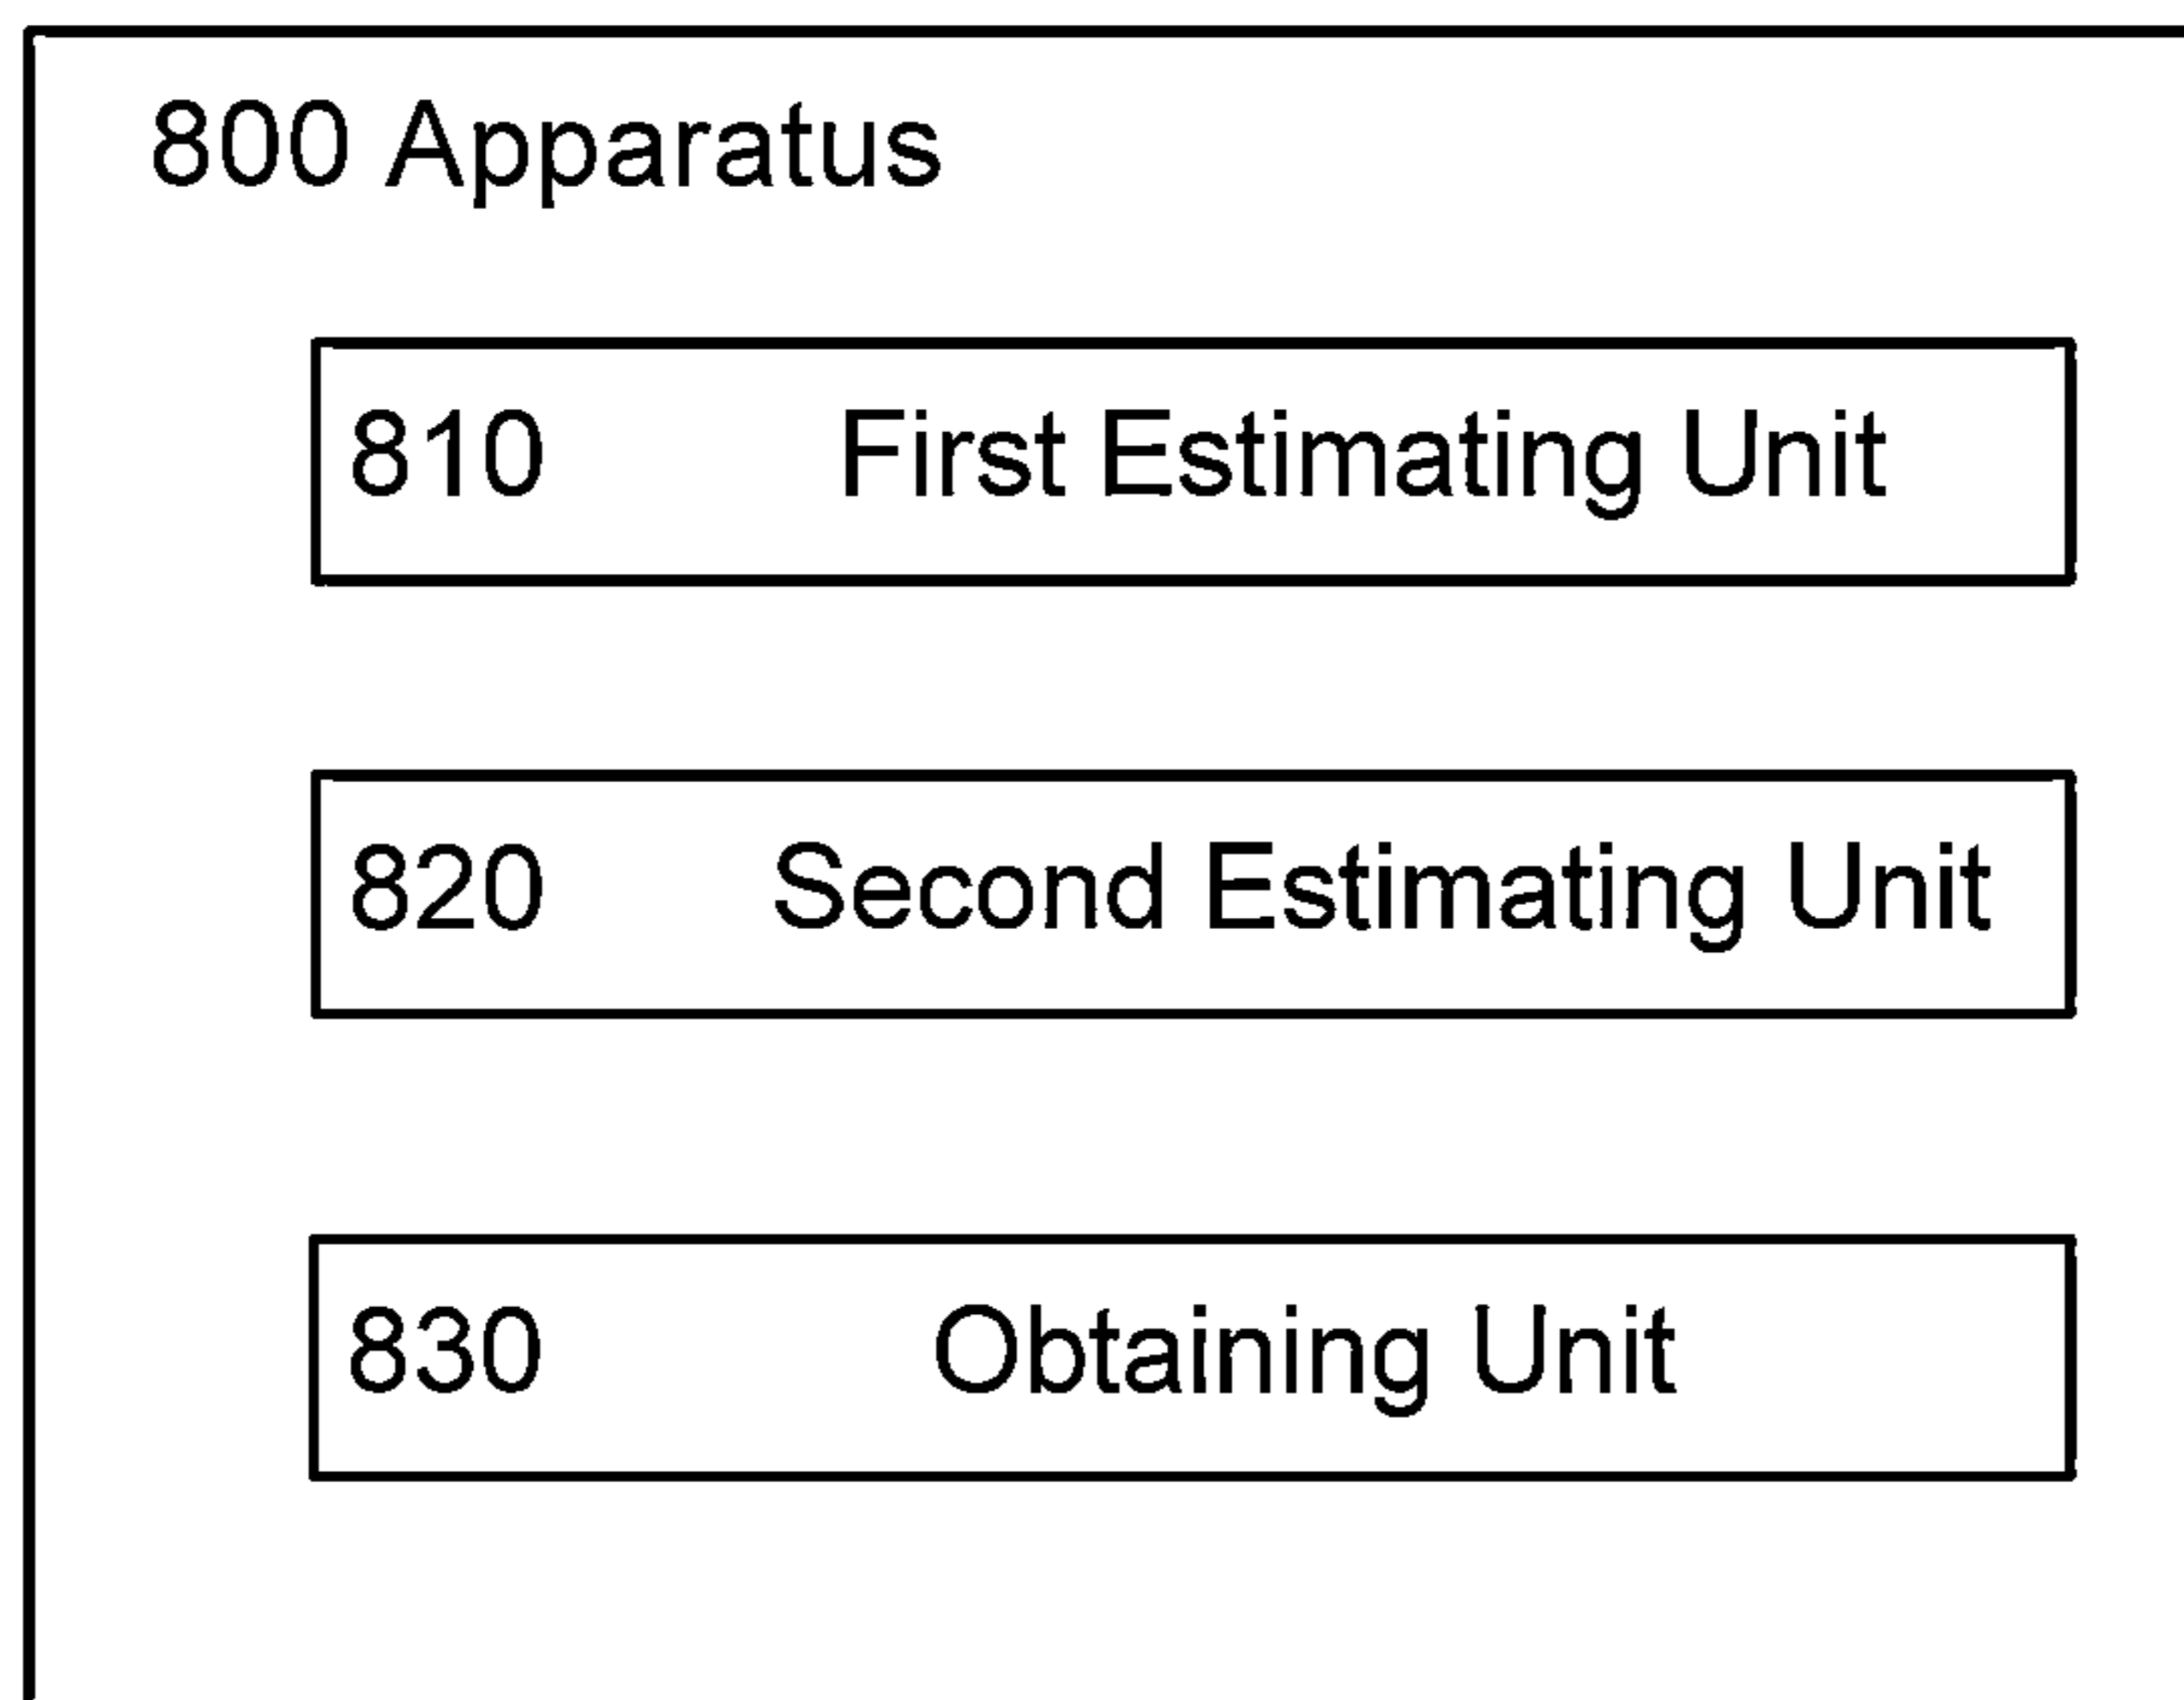 800 Apparatus
810 First Estimating Unit
820 Second Estimating Unit
830 Obtaining Unit